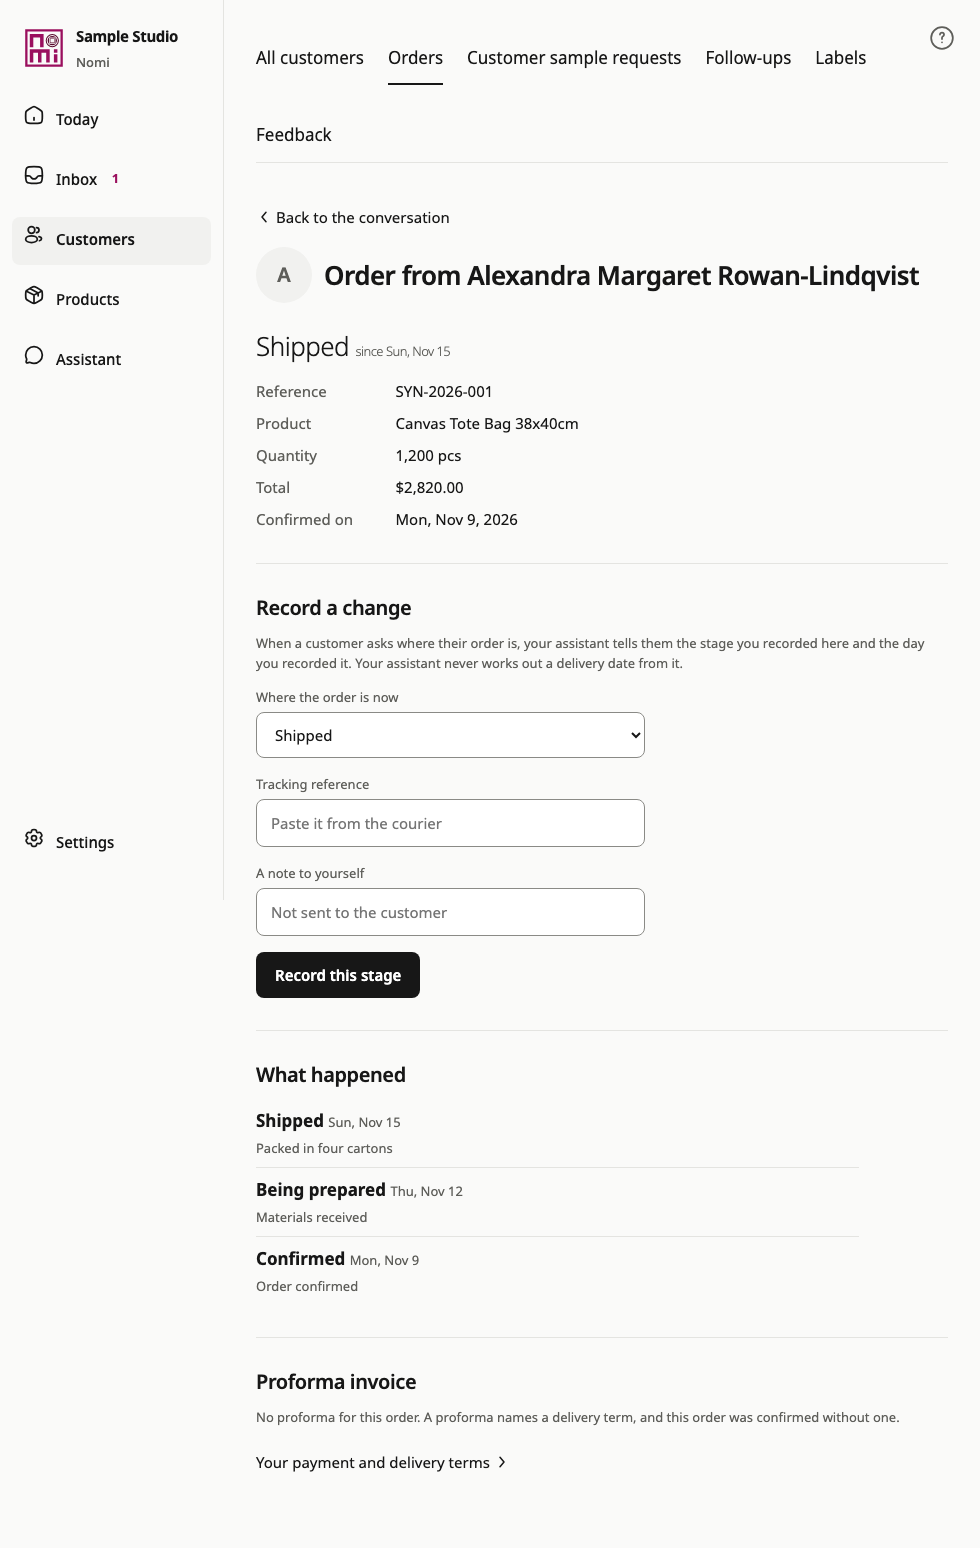 Sample Studio
Nomi
Today
Inbox 1
Customers
Products
Assistant
Settings
All customers Orders Customer sample requests Follow-ups Labels
Feedback
Back to the conversation
A
Order from Alexandra Margaret Rowan-Lindqvist
Shipped since Sun, Nov 15
Reference SYN-2026-001
Product Canvas Tote Bag 38x40cm
Quantity 1,200 pcs
Total $2,820.00
Confirmed on Mon, Nov 9, 2026
Record a change
When a customer asks where their order is, your assistant tells them the stage you recorded here and the day
you recorded it. Your assistant never works out a delivery date from it.
Where the order is now
Shipped
Tracking reference
Paste it from the courier
A note to yourself
Not sent to the customer
Record this stage
What happened
Shipped Sun, Nov 15
Packed in four cartons
Being prepared Thu, Nov 12
Materials received
Confirmed Mon, Nov 9
Order confirmed
Proforma invoice
No proforma for this order. A proforma names a delivery term, and this order was confirmed without one.
Your payment and delivery terms